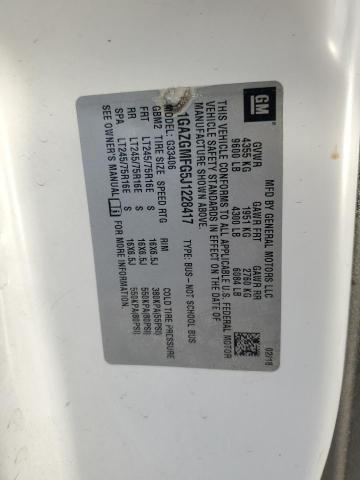 GM
MFD BY GENERAL MOTORS LLC
02/18
GVWR
GAWR FRT
GAWR RR
4355 KG
1951 KG
2760 KG
9600 LB
4300 LB
6084 LB
THIS VEHICLE CONFORMS TO ALL APPLICABLE U.S. FEDERAL MOTOR
VEHICLE SAFETY STANDARDS IN EFFECT ON THE DATE OF
MANUFACTURE SHOWN ABOVE.
1GAZGMFG5J1228417
TYPE: BUS-NOT SCHOOL BUS
MODEL: G33406
GBM2 TIRE SIZE SPEED RTG RIM COLD TIRE PRESSURE
FRT LT245/75R16E S 16X6.5J 380KPA(55PSI)
RR LT245/75R16E S 16X6.5J 550KPA(80PSI)
SPA LT245/75R16E S 16X6.5J 550KPA(80PSI)
SEE OWNER'S MANUAL FOR MORE INFORMATION.